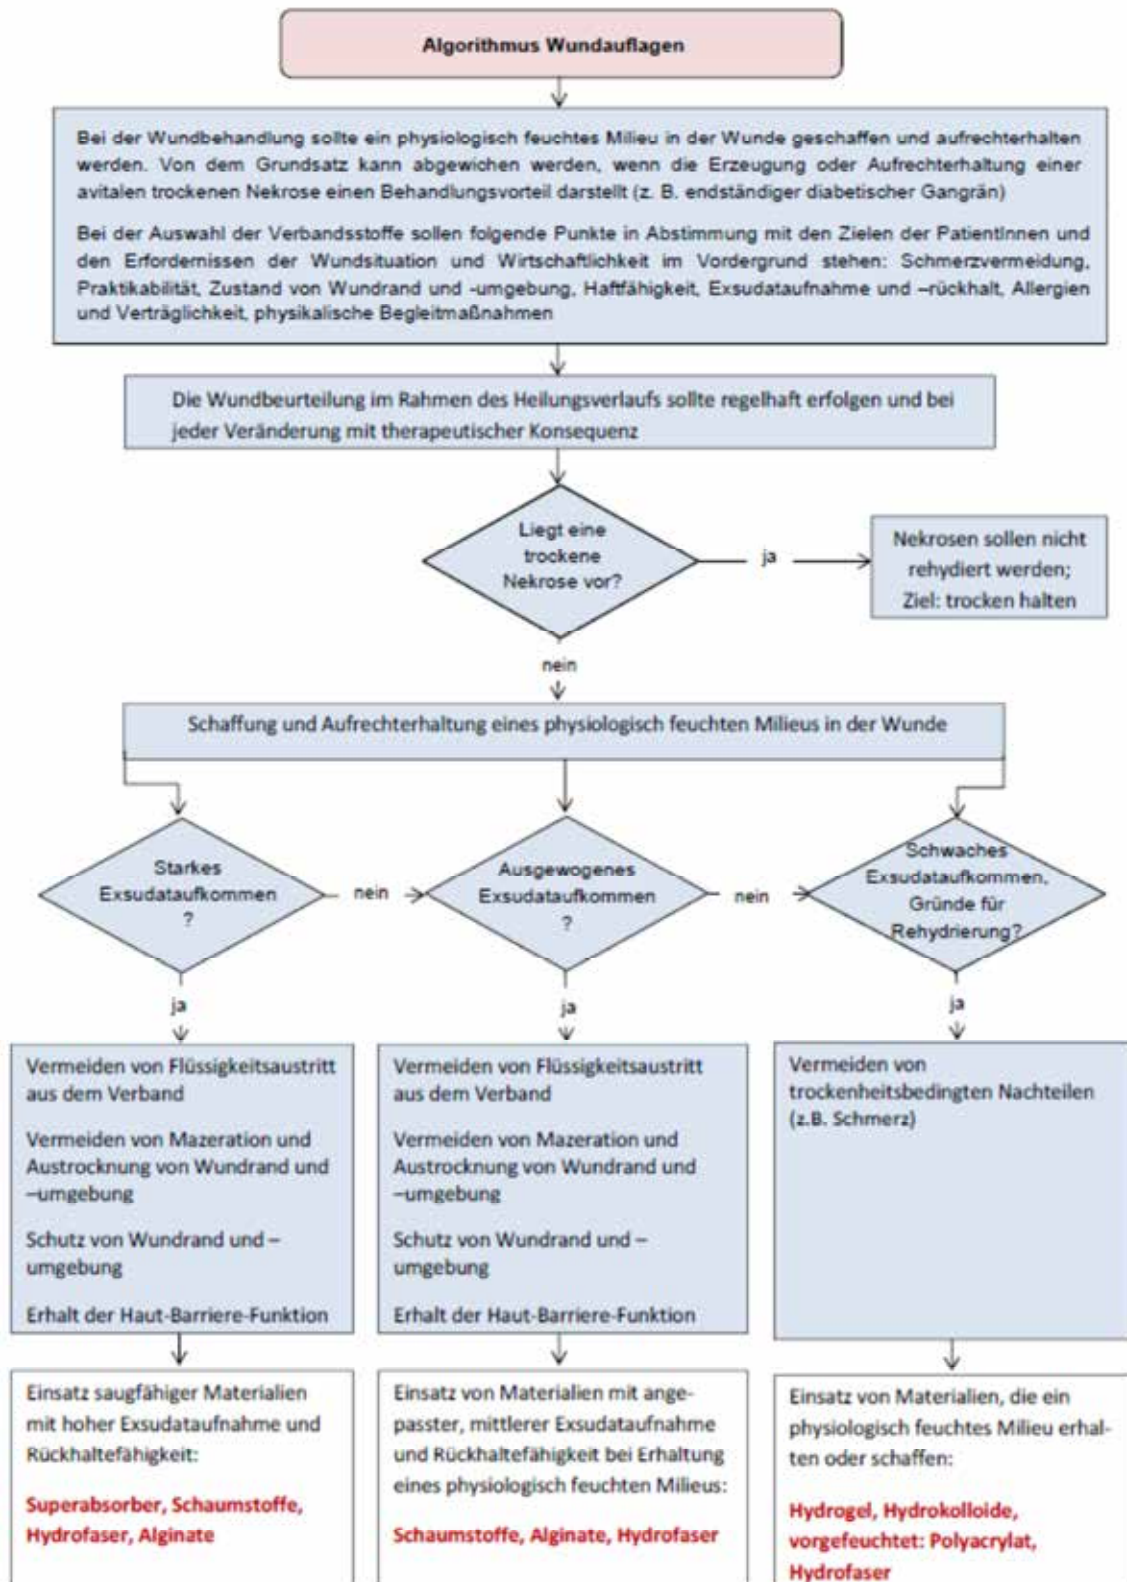 Algorithmus Wundauflagen
Bei der Wundbehandlung sollte ein physiologisch feuchtes Milieu in der Wunde geschaffen und aufrechterhalten
werden. Von dem Grundsatz kann abgewichen werden, wenn die Erzeugung oder Aufrechterhaltung einer
avitalen trockenen Nekrose einen Behandlungsvorteil darstellt (z. B. endständiger diabetischer Gangrän)
Bei der Auswahl der Verbandsstoffe sollen folgende Punkte in Abstimmung mit den Zielen der PatientInnen und
den Erfordernissen der Wundsituation und Wirtschaftlichkeit im Vordergrund stehen: Schmerzvermeidung,
Praktikabilität, Zustand von Wundrand und -umgebung, Haftfähigkeit, Exsudataufnahme und –rückhalt, Allergien
und Verträglichkeit, physikalische Begleitmaßnahmen
Die Wundbeurteilung im Rahmen des Heilungsverlaufs sollte regelhaft erfolgen und bei
jeder Veränderung mit therapeutischer Konsequenz
Liegt eine
trockene
Nekrose vor?
ja
Nekrosen sollen nicht
rehydiert werden;
Ziel: trocken halten
nein
Schaffung und Aufrechterhaltung eines physiologisch feuchten Milieus in der Wunde
Starkes
Exsudataufkommen
?
nein
Ausgewogenes
Exsudataufkommen
?
nein
Schwaches
Exsudataufkommen,
Gründe für
Rehydrierung?
ja
ja
ja
Vermeiden von Flüssigkeitsaustritt
aus dem Verband
Vermeiden von Mazeration und
Austrocknung von Wundrand und
–umgebung
Schutz von Wundrand und –
umgebung
Erhalt der Haut-Barriere-Funktion
Vermeiden von Flüssigkeitsaustritt
aus dem Verband
Vermeiden von Mazeration und
Austrocknung von Wundrand und
–umgebung
Schutz von Wundrand und –
umgebung
Erhalt der Haut-Barriere-Funktion
Vermeiden von
trockenheitsbedingten Nachteilen
(z.B. Schmerz)
Einsatz saugfähiger Materialien
mit hoher Exsudataufnahme und
Rückhaltefähigkeit:
Superabsorber, Schaumstoffe,
Hydrofaser, Alginate
Einsatz von Materialien mit ange-
passter, mittlerer Exsudataufnahme
und Rückhaltefähigkeit bei Erhaltung
eines physiologisch feuchten Milieus:
Schaumstoffe, Alginate, Hydrofaser
Einsatz von Materialien, die ein
physiologisch feuchtes Milieu erhal-
ten oder schaffen:
Hydrogel, Hydrokolloide,
vorgefeuchtet: Polyacrylat,
Hydrofaser